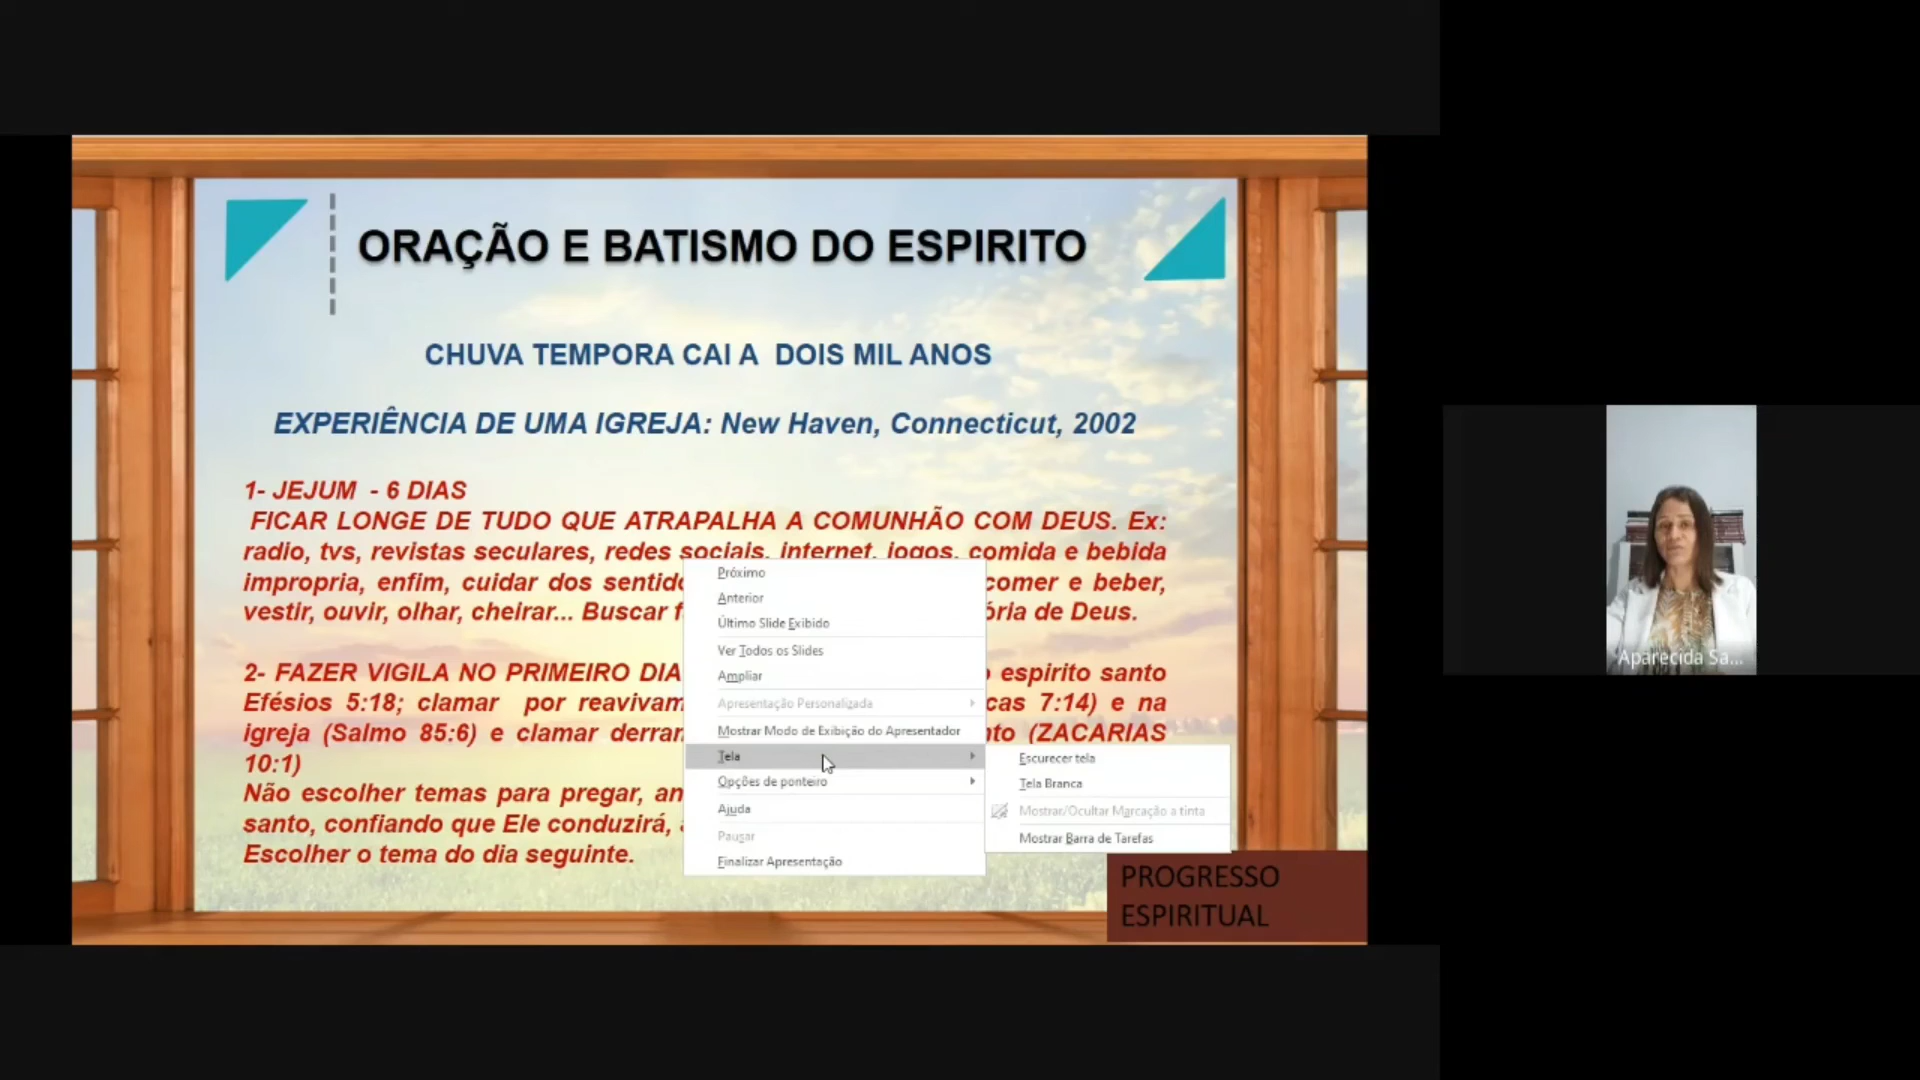 ORAÇÃO E BATISMO DO ESPIRITO
CHUVA TEMPORA CAI A DOIS MIL ANOS
EXPERIÊNCIA DE UMA IGREJA: New Haven, Connecticut, 2002
1- JEJUM - 6 DIAS
FICAR LONGE DE TUDO QUE ATRAPALHA A COMUNHÃO COM DEUS. Ex:
radio, tvs, revistas seculares, redes sociais, internet, jogos, comida e bebida
impropria, enfim, cuidar dos comer e beber,
vestir, ouvir, olhar, cheirar... Buscar de Deus.
2- FAZER VIGILA NO PRIMEIRO DIA espirito santo
Efésios 5:18; clamar por 7:14) e na
igreja (Salmo 85:6) e clamar (ZACARIAS
10:1)
Não escolher temas para pregar,
santo, confiando que Ele conduzirá,
Escolher o tema do dia seguinte.
Próximo
Anterior
Último Slide Exibido
Ver Todos os Slides
Ampliar
Apresentação Personalizada
Mostrar Modo de Exibição do Apresentador
Tela
Opções de ponteiro
Ajuda
Pausar
Finalizar Apresentação
Escurecer tela
Tela Branca
Mostrar/Ocultar Marcação a tinta
Mostrar Barra de Tarefas
PROGRESSO
ESPIRITUAL
Aparecida Sa...